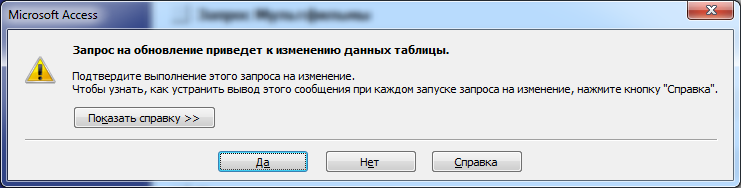 Microsoft Access
Запрос Мультфильмы
Запрос на обновление приведет к изменению данных таблицы.
Подтвердите выполнение этого запроса на изменение.
Чтобы узнать, как устранить вывод этого сообщения при каждом запуске запроса на изменение, нажмите кнопку "Справка".
Показать справку >>
Да
Нет
Справка